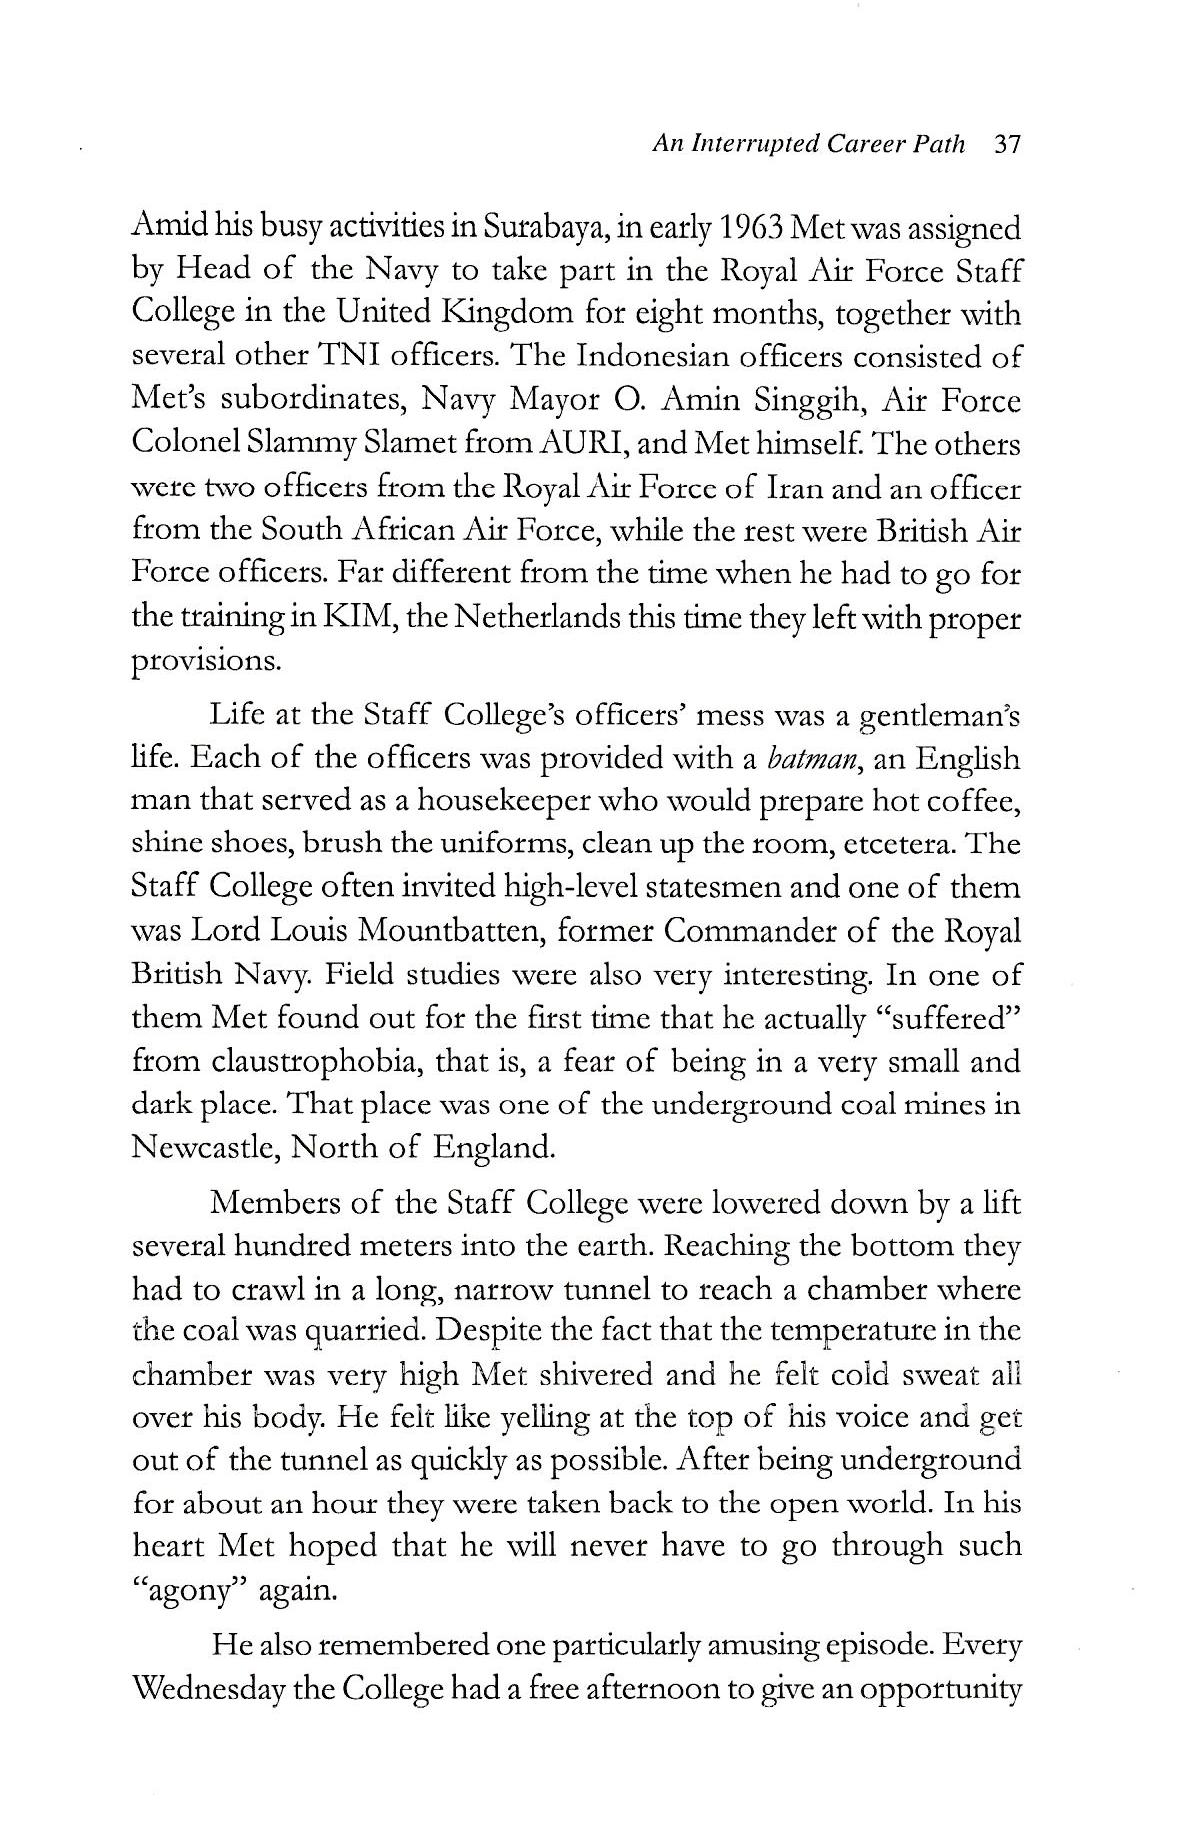 An Interrupted Career Path 37
Amid his busy activities in Surabaya, in early 1963 Met was assigned
by Head of the Navy to take part in the Royal Air Force Staff
College in the United Kingdom for eight months, together with
several other TNI officers. The Indonesian officers consisted of
Met's subordinates, Navy Mayor O. Amin Singgih, Air Force
Colonel Slammy Slamet from AURI, and Met himself. The others
were two officers from the Royal Air Force of Iran and an officer
from the South African Air Force, while the rest were British Air
Force officers. Far different from the time when he had to go for
the training in KIM, the Netherlands this time they left with proper
provisions.
Life at the Staff College's officers' mess was a gentleman's
life. Each of the officers was provided with a batman, an English
man that served as a housekeeper who would prepare hot coffee,
shine shoes, brush the uniforms, clean up the room, etcetera. The
Staff College often invited high-level statesmen and one of them
was Lord Louis Mountbatten, former Commander of the Royal
British Navy. Field studies were also very interesting. In one of
them Met found out for the first time that he actually “suffered”
from claustrophobia, that is, a fear of being in a very small and
dark place. That place was one of the underground coal mines in
Newcastle, North of England.
Members of the Staff College were lowered down by a lift
several hundred meters into the earth. Reaching the bottom they
had to crawl in a long, narrow tunnel to reach a chamber where
the coal was quarried. Despite the fact that the temperature in the
chamber was very high Met shivered and he felt cold sweat all
over his body. He felt like yelling at the top of his voice and get
out of the tunnel as quickly as possible. After being underground
for about an hour they were taken back to the open world. In his
heart Met hoped that he will never have to go through such
“agony” again.
He also remembered one particularly amusing episode. Every
Wednesday the College had a free afternoon to give an opportunity